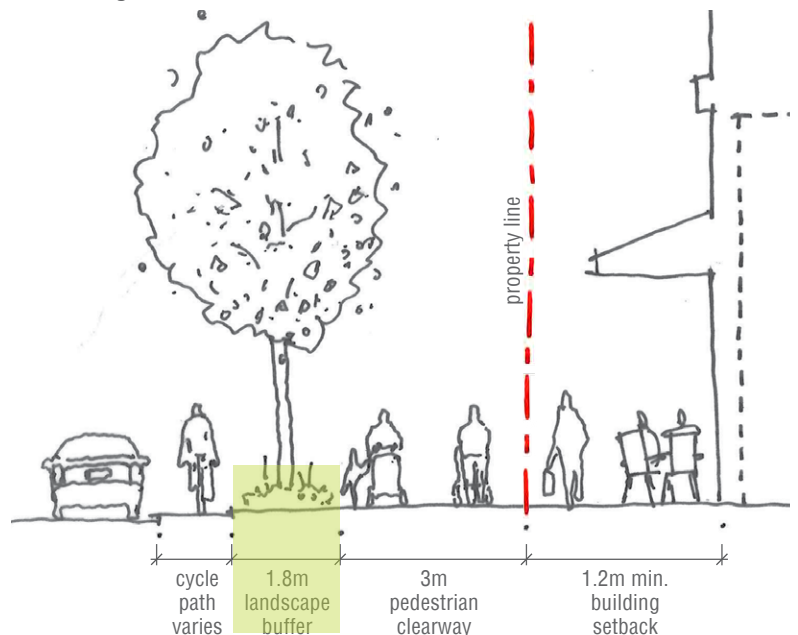 property line
cycle
path
varies
1.8m
landscape
buffer
3m
pedestrian
clearway
1.2m min.
building
setback